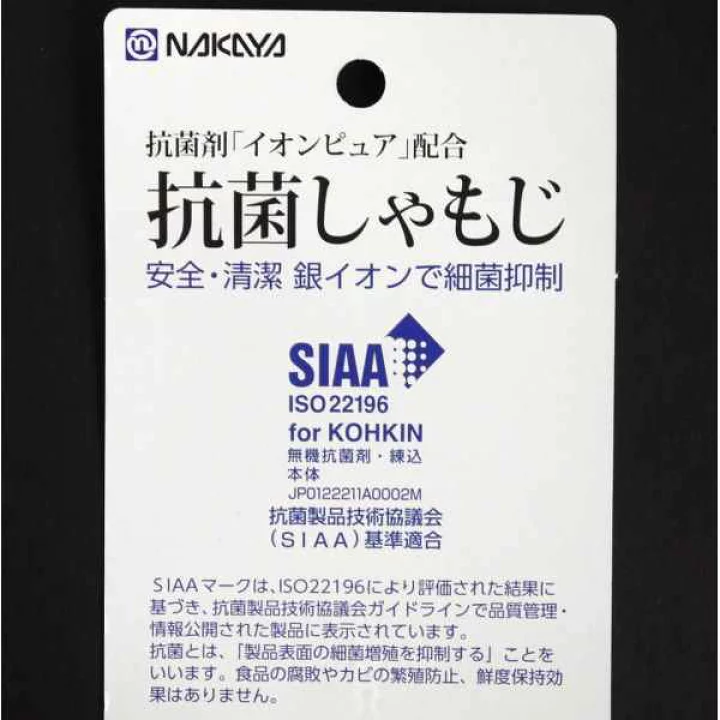 NAKAYA
抗菌剤「イオンピュア」配合
抗菌しゃもじ
安全・清潔 銀イオンで細菌抑制
SIAA
ISO 22196
for KOHKIN
無機抗菌剤・練込
本体
JP0122211A0002M
抗菌製品技術協議会
(SIAA)基準適合
SIAAマークは、ISO22196により評価された結果に
基づき、抗菌製品技術協議会ガイドラインで品質管理・
情報公開された製品に表示されています。
抗菌とは、「製品表面の細菌増殖を抑制する」ことを
いいます。食品の腐敗やカビの繁殖防止、鮮度保持効
果はありません。